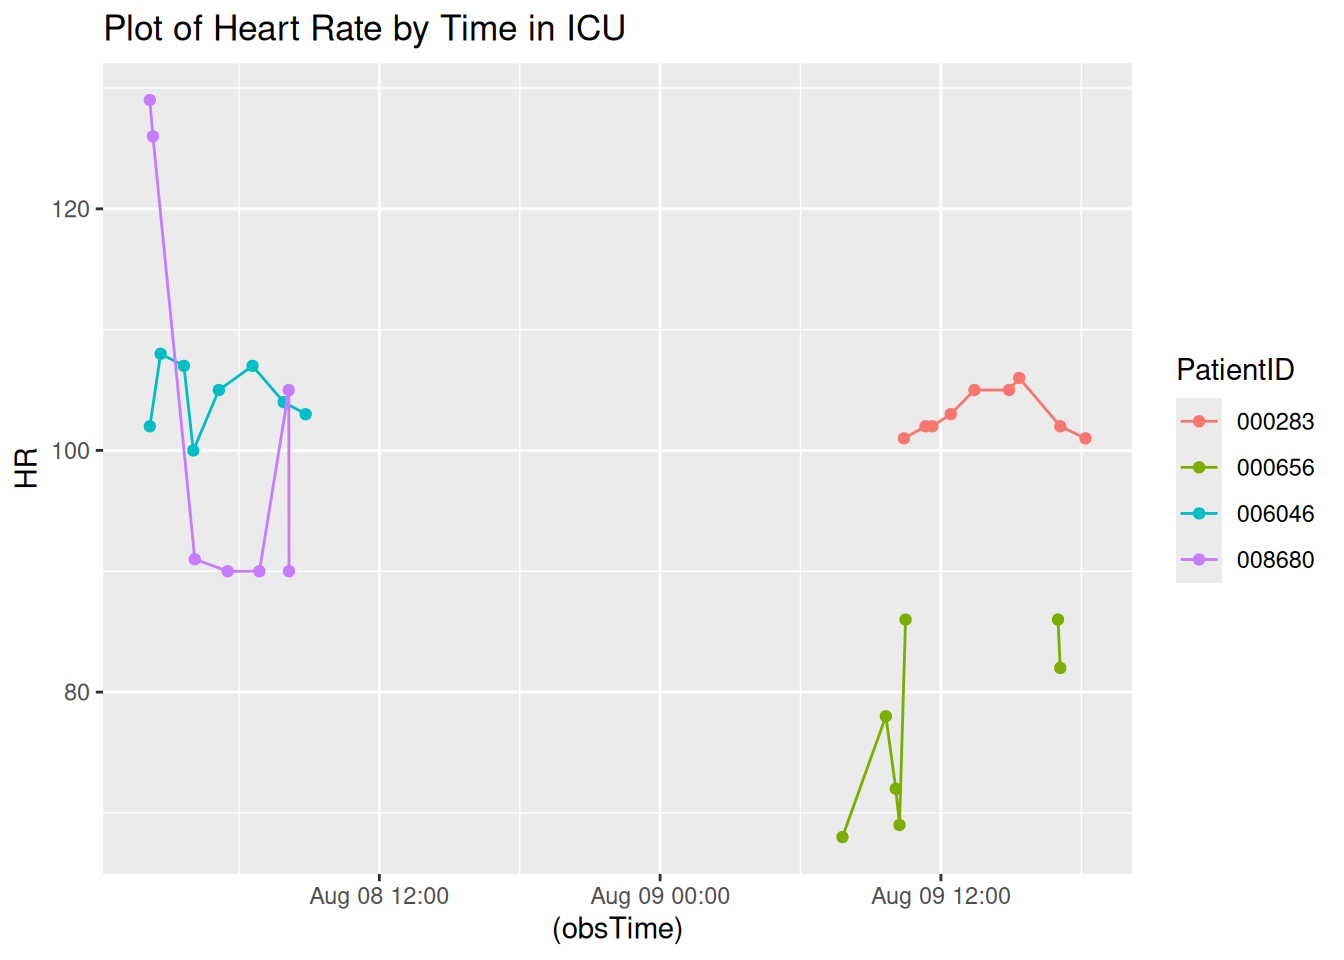 Plot of Heart Rate by Time in ICU
120
100
80
HR
Aug 08 12:00
Aug 09 00:00
Aug 09 12:00
(obsTime)
PatientID
000283
000656
006046
008680